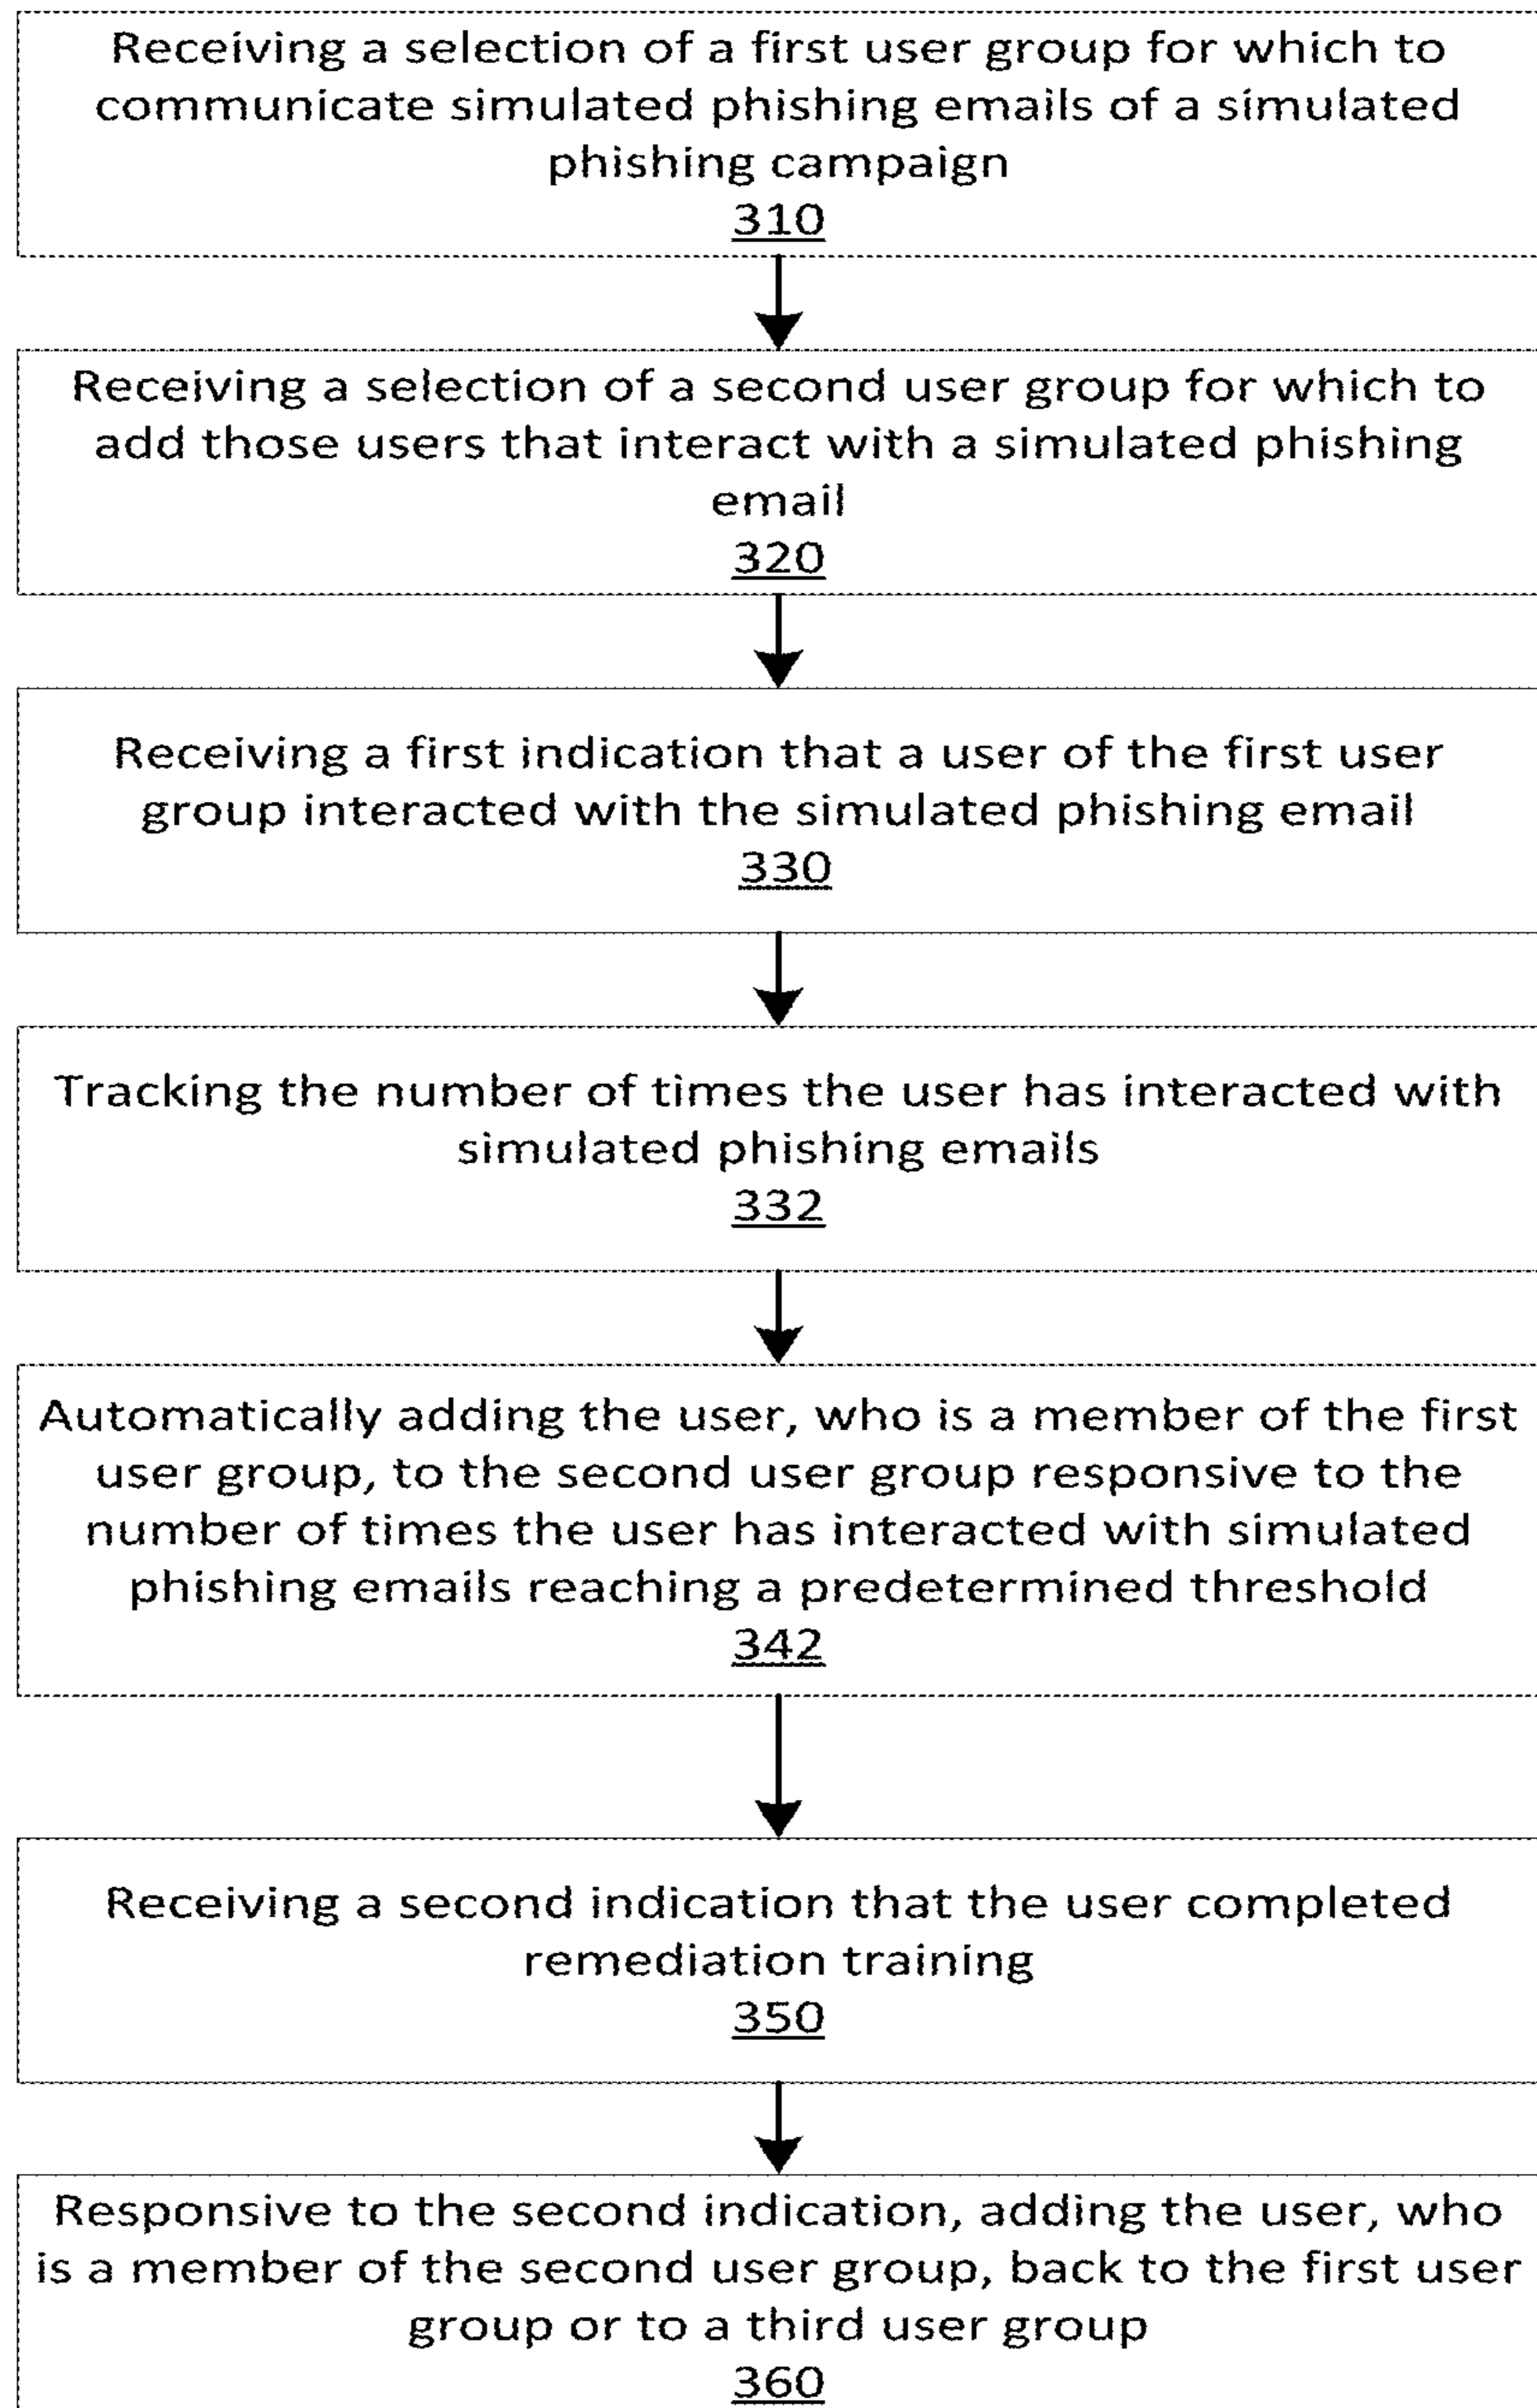 Receiving a selection of a first user group for which to
communicate simulated phishing emails of a simulated
phishing campaign
310
Receiving a selection of a second user group for which to
add those users that interact with a simulated phishing
email
320
Receiving a first indication that a user of the first user
group interacted with the simulated phishing email
330
Tracking the number of times the user has interacted with
simulated phishing emails
332
Automatically adding the user, who is a member of the first
user group, to the second user group responsive to the
number of times the user has interacted with simulated
phishing emails reaching a predetermined threshold
342
Receiving a second indication that the user completed
remediation training
350
Responsive to the second indication, adding the user, who
is a member of the second user group, back to the first user
group or to a third user group
360